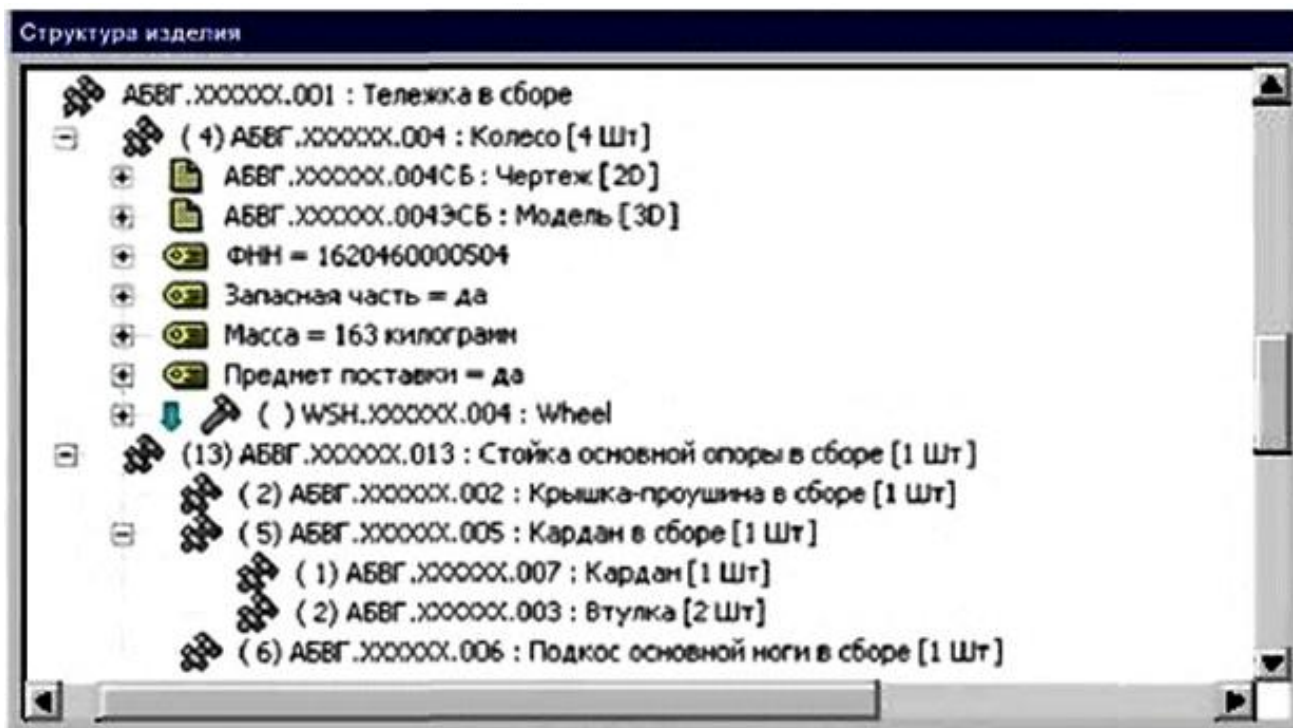 Структура изделия
АБВГ.XXXXXX.001 : Тележка в сборе
( 4) АБВГ.XXXXXX.004 : Колесо [4 Шт]
АБВГ.XXXXXX.004СБ : Чертеж [2D]
АБВГ.XXXXXX.004ЭСБ : Модель [3D]
ФНН = 1620460000504
Запасная часть = да
Масса = 163 килограмм
Предмет поставки = да
( ) WSH.XXXXXX.004 : Wheel
(13) АБВГ.XXXXXX.013 : Стойка основной опоры в сборе [1 Шт]
( 2) АБВГ.XXXXXX.002 : Крышка-проушина в сборе [1 Шт]
( 5) АБВГ.XXXXXX.005 : Кардан в сборе [1 Шт]
( 1) АБВГ.XXXXXX.007 : Кардан [1 Шт]
( 2) АБВГ.XXXXXX.003 : Втулка [2 Шт]
( 6) АБВГ.XXXXXX.006 : Подкос основной ноги в сборе [1 Шт]